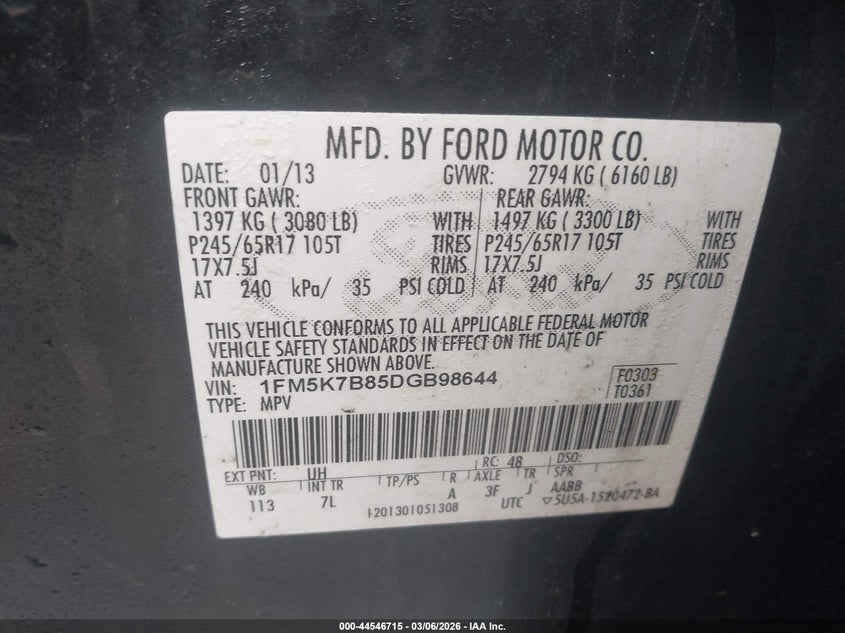 MFD. BY FORD MOTOR CO.
DATE: 01/13 GVWR: 2794 KG ( 6160 LB)
FRONT GAWR: REAR GAWR:
1397 KG ( 3080 LB) WITH 1497 KG ( 3300 LB) WITH
P245/65R17 105T TIRES P245/65R17 105T TIRES
17X7.5J RIMS 17X7.5J RIMS
AT 240 kPa/ 35 PSI COLD AT 240 kPa/ 35 PSI COLD
THIS VEHICLE CONFORMS TO ALL APPLICABLE FEDERAL MOTOR
VEHICLE SAFETY STANDARDS IN EFFECT ON THE DATE OF
MANUFACTURE SHOWN ABOVE.
VIN: 1FM5K7B85DGB98644 F0303
TYPE: MPV T0361
EXT PNT: UH RC: 48 DSO:
WB INT TR TP/PS R AXLE TR SPR
113 7L A 3F J AABB
I-201301051308 UTC ▽5U5A-1520472-BA
000-44546715 | 03/06/2026 - IAA Inc.